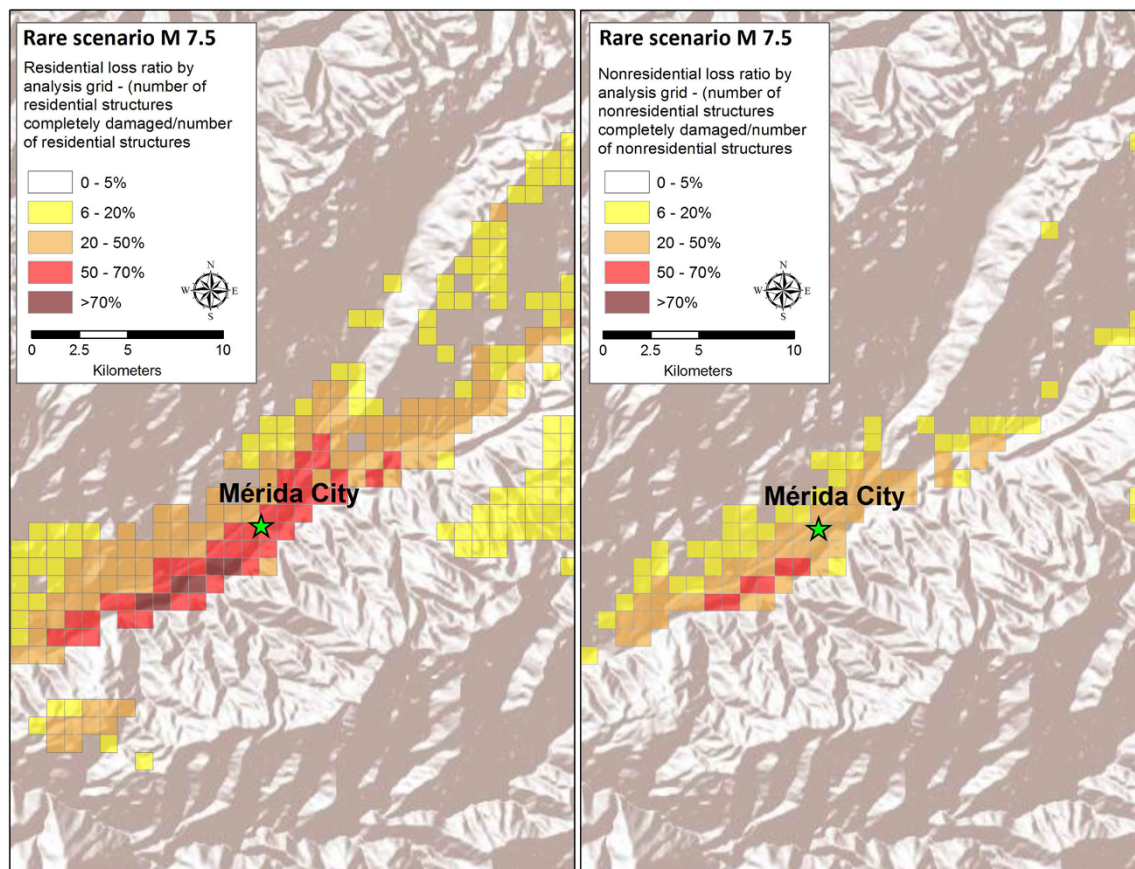 Rare scenario M 7.5
Residential loss ratio by
analysis grid - (number of
residential structures
completely damaged/number
of residential structures
0 - 5%
6 - 20%
20 - 50%
50 - 70%
>70%
N
W E
S
0 2.5 5 10
Kilometers
Mérida City
Rare scenario M 7.5
Nonresidential loss ratio by
analysis grid - (number of
nonresidential structures
completely damaged/number
of nonresidential structures
0 - 5%
6 - 20%
20 - 50%
50 - 70%
>70%
N
W E
S
0 2.5 5 10
Kilometers
Mérida City